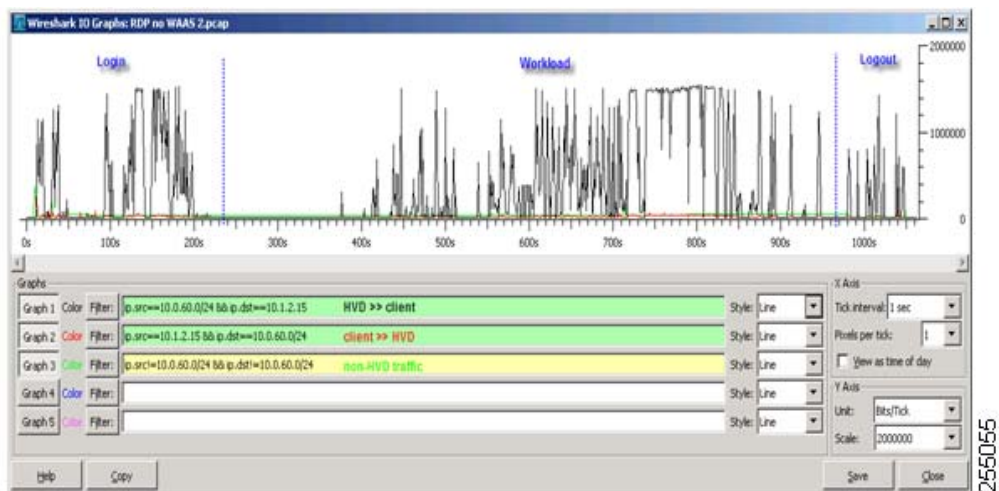 Wireshark IO Graphs: RDP no WAAS 2.pcap
Login
Workload
Logout
2000000
1000000
0
0s 100s 200s 300s 400s 500s 600s 700s 800s 900s 1000s
Graphs
Graph 1 Color Filter: ip.src==10.0.60.0/24 && ip.dst==10.1.2.15 HVD >> client Style: Line
Graph 2 Color Filter: ip.src==10.1.2.15 && ip.dst==10.0.60.0/24 client >> HVD Style: Line
Graph 3 Color Filter: ip.src!=10.0.60.0/24 && ip.dst!=10.0.60.0/24 non-HVD traffic Style: Line
Graph 4 Color Filter: Style: Line
Graph 5 Color Filter: Style: Line
X Axis
Tick interval: 1 sec
Pixels per tick: 1
View as time of day
Y Axis
Unit: Bits/Tick
Scale: 2000000
Help Copy Save Close
255055